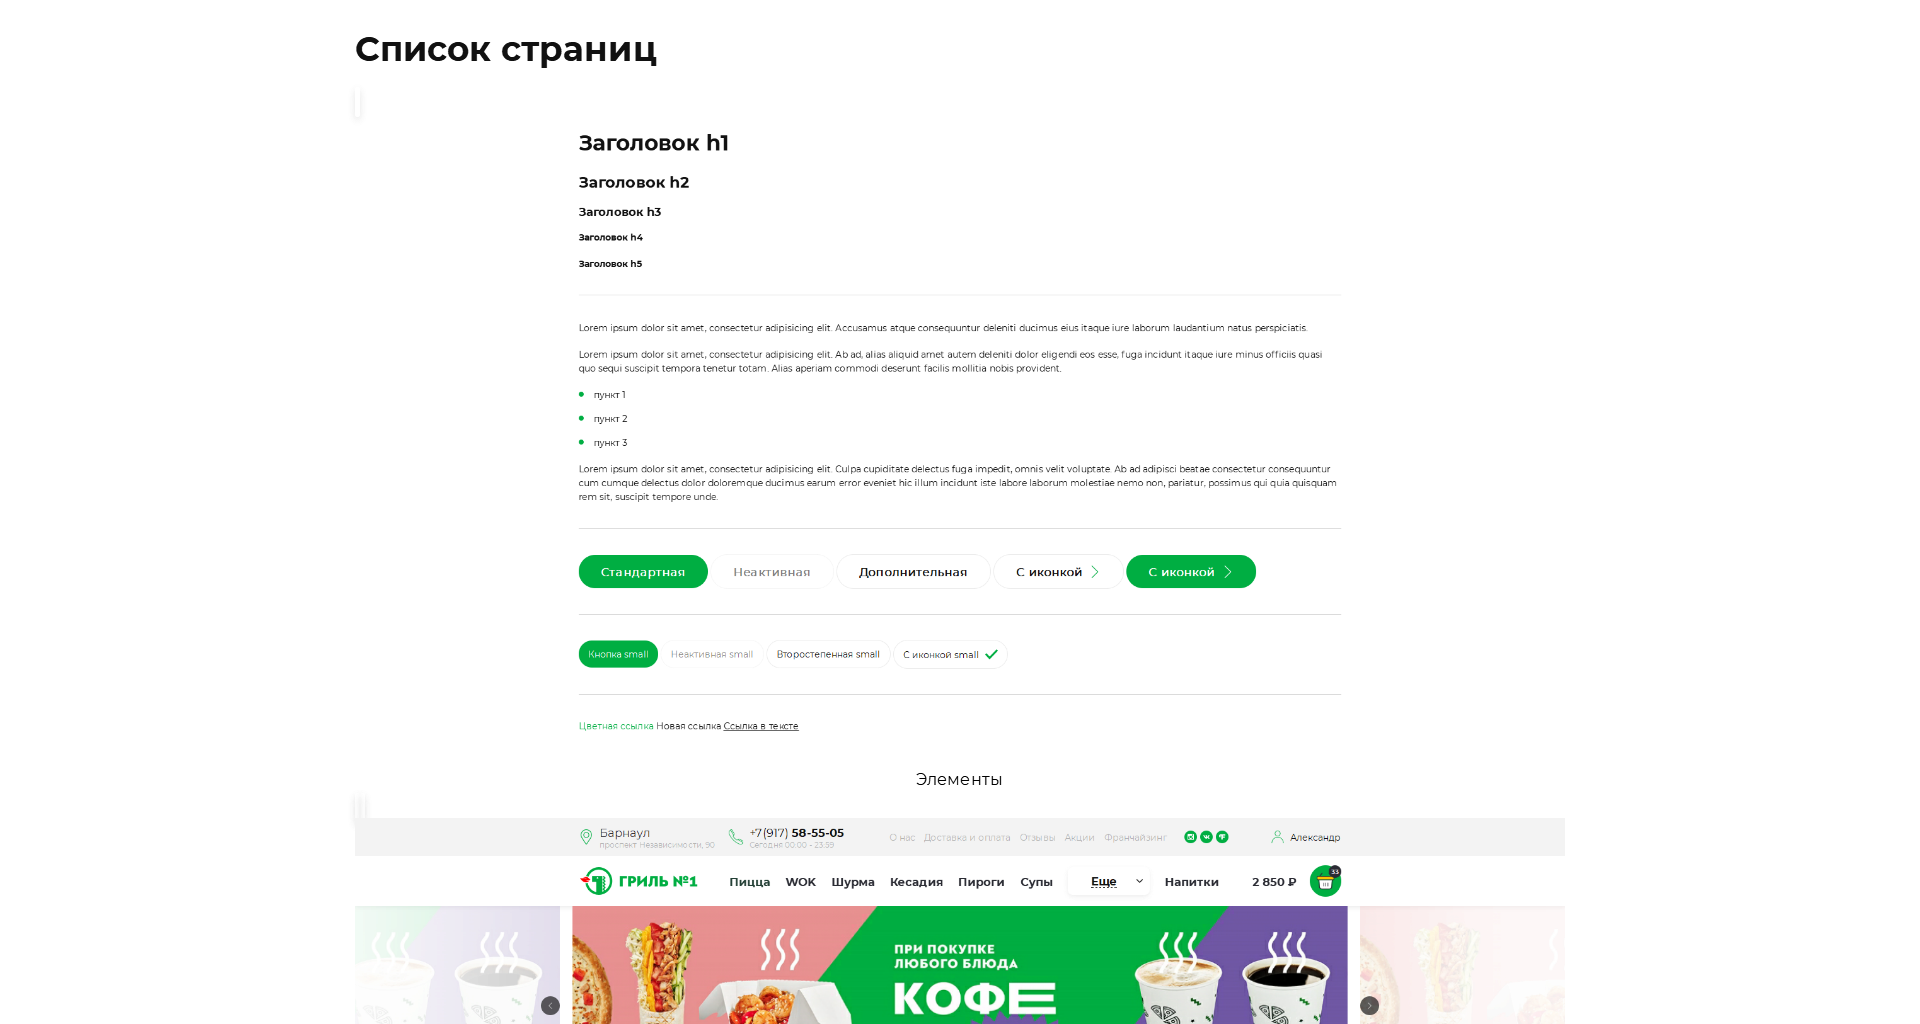 Список страниц
Заголовок h1
Заголовок h2
Заголовок h3
Заголовок h4
Заголовок h5
Lorem ipsum dolor sit amet, consectetur adipisicing elit. Accusamus atque consequuntur deleniti ducimus eius itaque iure laborum laudantium natus perspiciatis.
Lorem ipsum dolor sit amet, consectetur adipisicing elit. Ab ad, alias aliquid amet autem deleniti dolor eligendi eos esse, fuga incidunt itaque iure minus officiis quasi
quo sequi suscipit tempora tenetur totam. Alias aperiam commodi deserunt facilis mollitia nobis provident.
пункт 1
пункт 2
пункт 3
Lorem ipsum dolor sit amet, consectetur adipisicing elit. Culpa cupiditate delectus fuga impedit, omnis velit voluptate. Ab ad adipisci beatae consectetur consequuntur
cum cumque delectus dolor doloremque ducimus earum error eveniet hic illum incidunt iste labore laborum molestiae nemo non, pariatur, possimus qui quia quisquam
rem sit, suscipit tempore unde.
Стандартная Неактивная Дополнительная С иконкой С иконкой
Кнопка small Неактивная small Второстепенная small С иконкой small
Цветная ссылка Новая ссылка Ссылка в тексте
Элементы
Барнаул +7(917) 58-55-05 О нас Доставка и оплата Отзывы Акции Франчайзинг Александр
проспект Независимости, 90 Сегодня 00:00 - 23:59
ГРИЛЬ №1 Пицца WOK Шурма Кесадия Пироги Супы Еще Напитки 2 850 ₽ 33
ПРИ ПОКУПКЕ
ЛЮБОГО БЛЮДА
КОФЕ